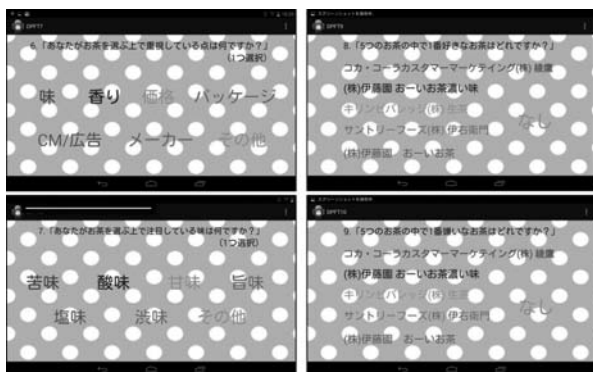 DPFT7
6.「あなたがお茶を選ぶ上で重視している点は何ですか？」
(1つ選択)
味 香り 価格 パッケージ
CM/広告 メーカー その他
DPFT9
8.「5つのお茶の中で1番好きなお茶はどれですか？」
コカ・コーラカスタマーマーケテイング(株) 綾鷹
(株)伊藤園 おーいお茶濃い味
キリンビバレッジ(株) 生茶
サントリーフーズ(株) 伊右衛門
(株)伊藤園 おーいお茶
なし
7.「あなたがお茶を選ぶ上で注目している味は何ですか？」
(1つ選択)
苦味 酸味 甘味 旨味
塩味 渋味 その他
DPFT10
9.「5つのお茶の中で1番嫌いなお茶はどれですか？」
コカ・コーラカスタマーマーケテイング(株) 綾鷹
(株)伊藤園 おーいお茶濃い味
キリンビバレッジ(株) 生茶
サントリーフーズ(株) 伊右衛門
(株)伊藤園 おーいお茶
なし